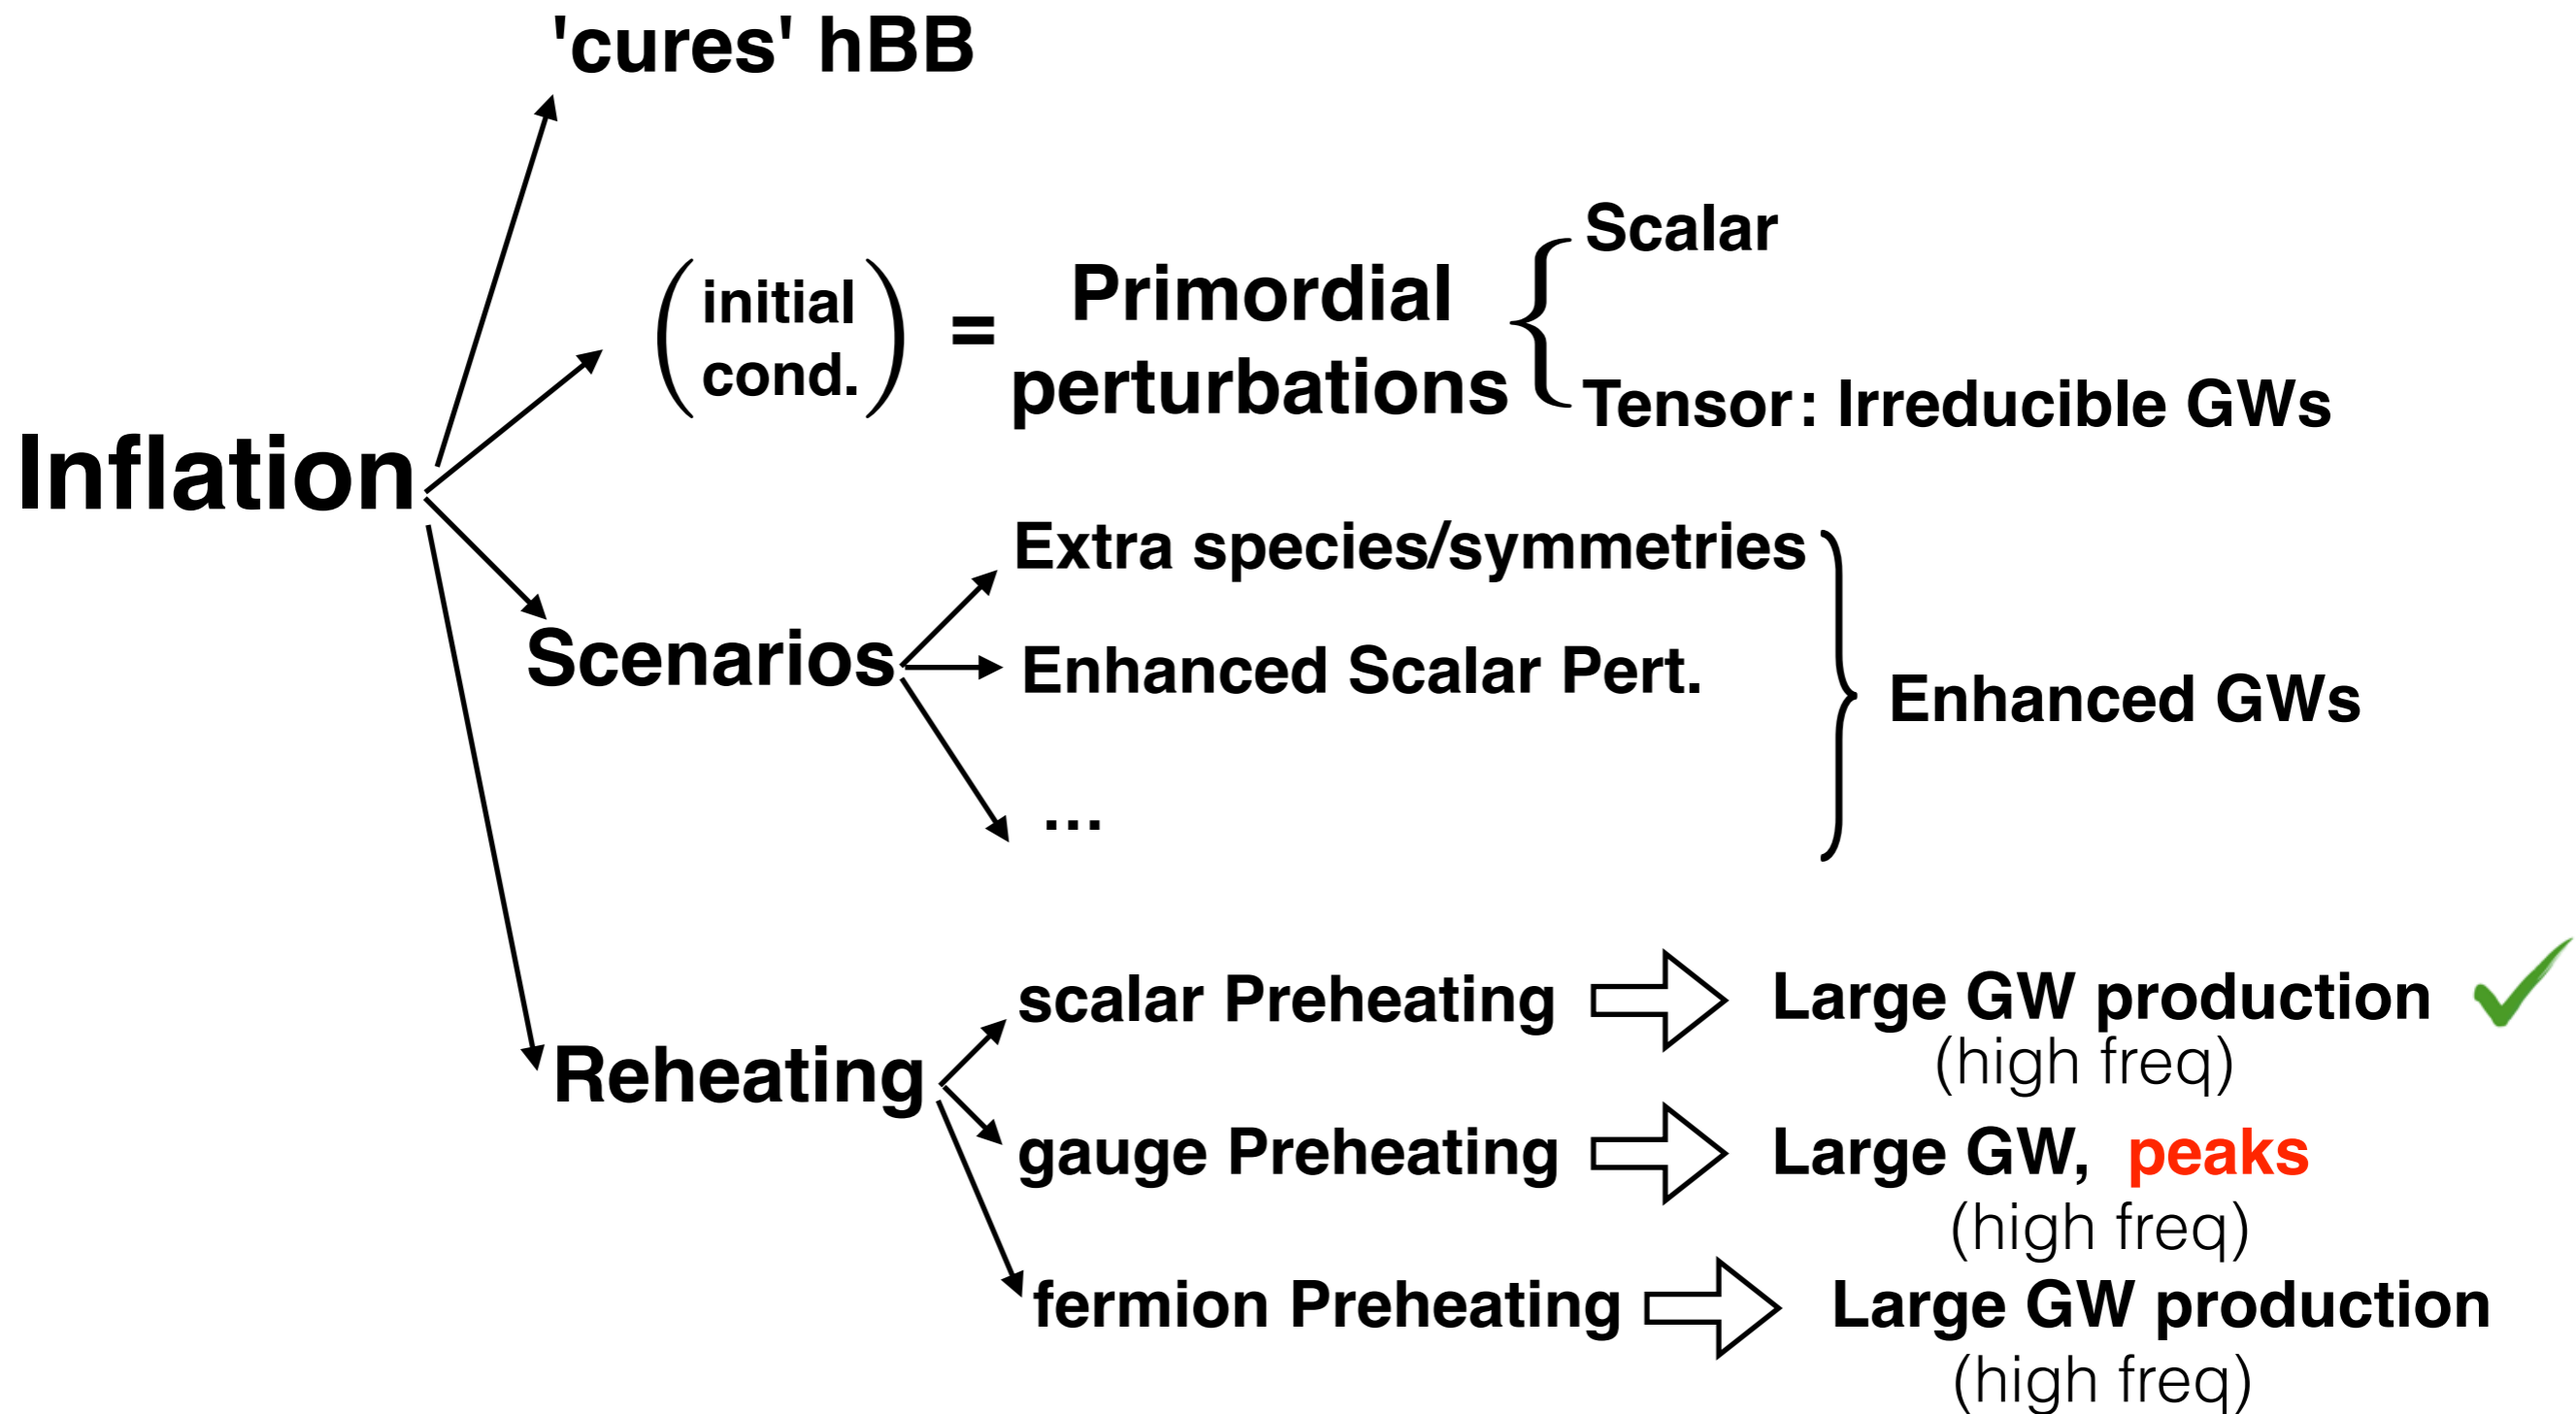 'cures' hBB
initial
cond.
=
Primordial
perturbations
Scalar
Tensor: Irreducible GWs
Inflation
Scenarios
Extra species/symmetries
Enhanced Scalar Pert.
...
Enhanced GWs
Reheating
scalar Preheating
Large GW production
(high freq)
gauge Preheating
Large GW, peaks
(high freq)
fermion Preheating
Large GW production
(high freq)